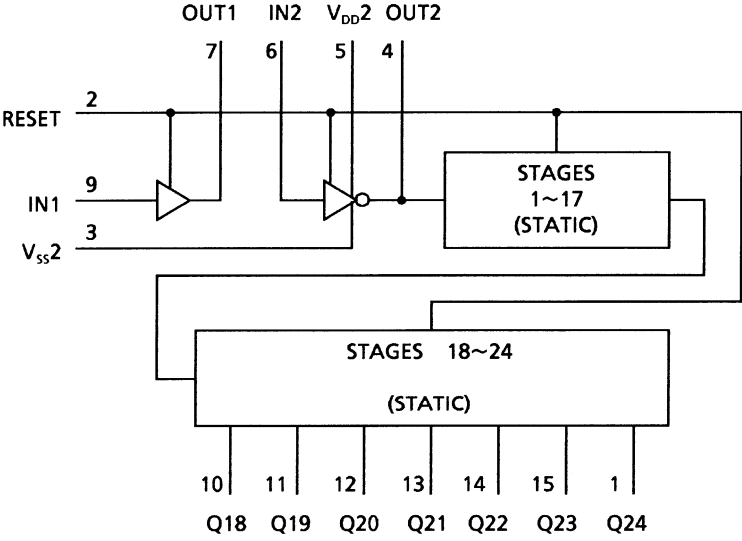 OUT1 IN2 VDD2 OUT2
7 6 5 4
2
RESET
9
IN1
3
VSS2
STAGES
1~17
(STATIC)
STAGES 18~24
(STATIC)
10 11 12 13 14 15 1
Q18 Q19 Q20 Q21 Q22 Q23 Q24